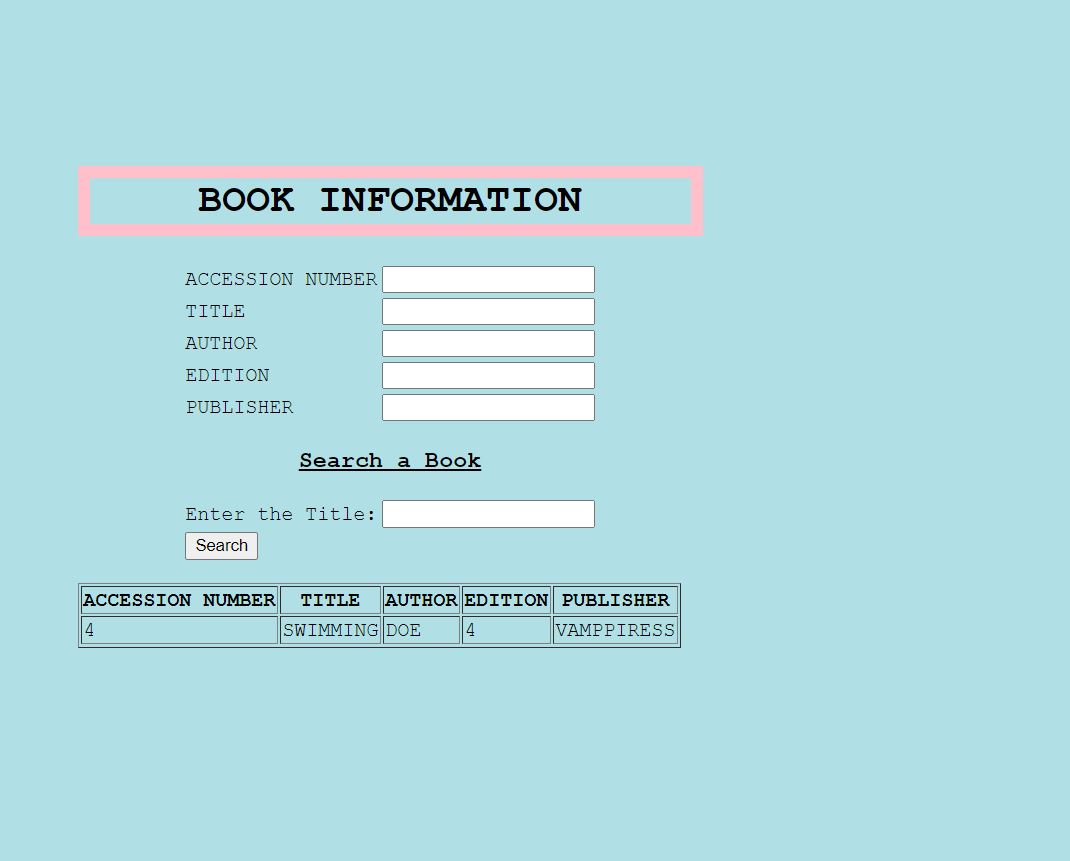 BOOK INFORMATION
ACCESSION NUMBER
TITLE
AUTHOR
EDITION
PUBLISHER
Search a Book
Enter the Title:
Search
ACCESSION NUMBER TITLE AUTHOR EDITION PUBLISHER
4 SWIMMING DOE 4 VAMPPIRESS